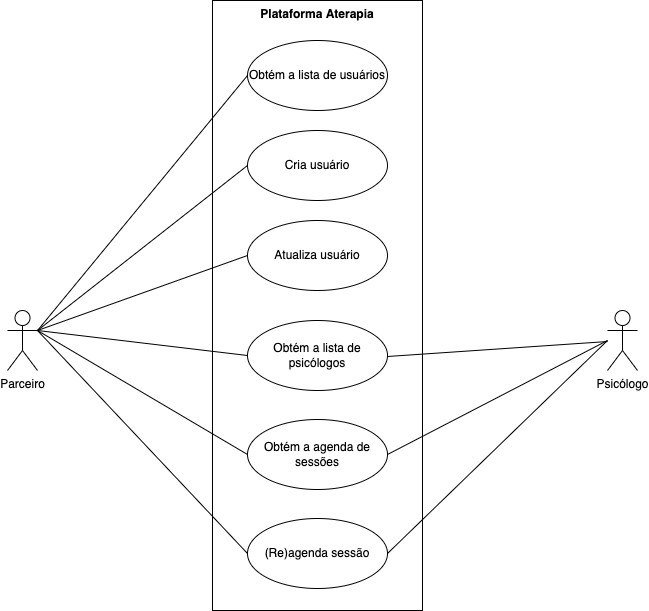 Plataforma Aterapia
Obtém a lista de usuários
Cria usuário
Atualiza usuário
Obtém a lista de
psicólogos
Parceiro
Psicólogo
Obtém a agenda de
sessões
(Re)agenda sessão